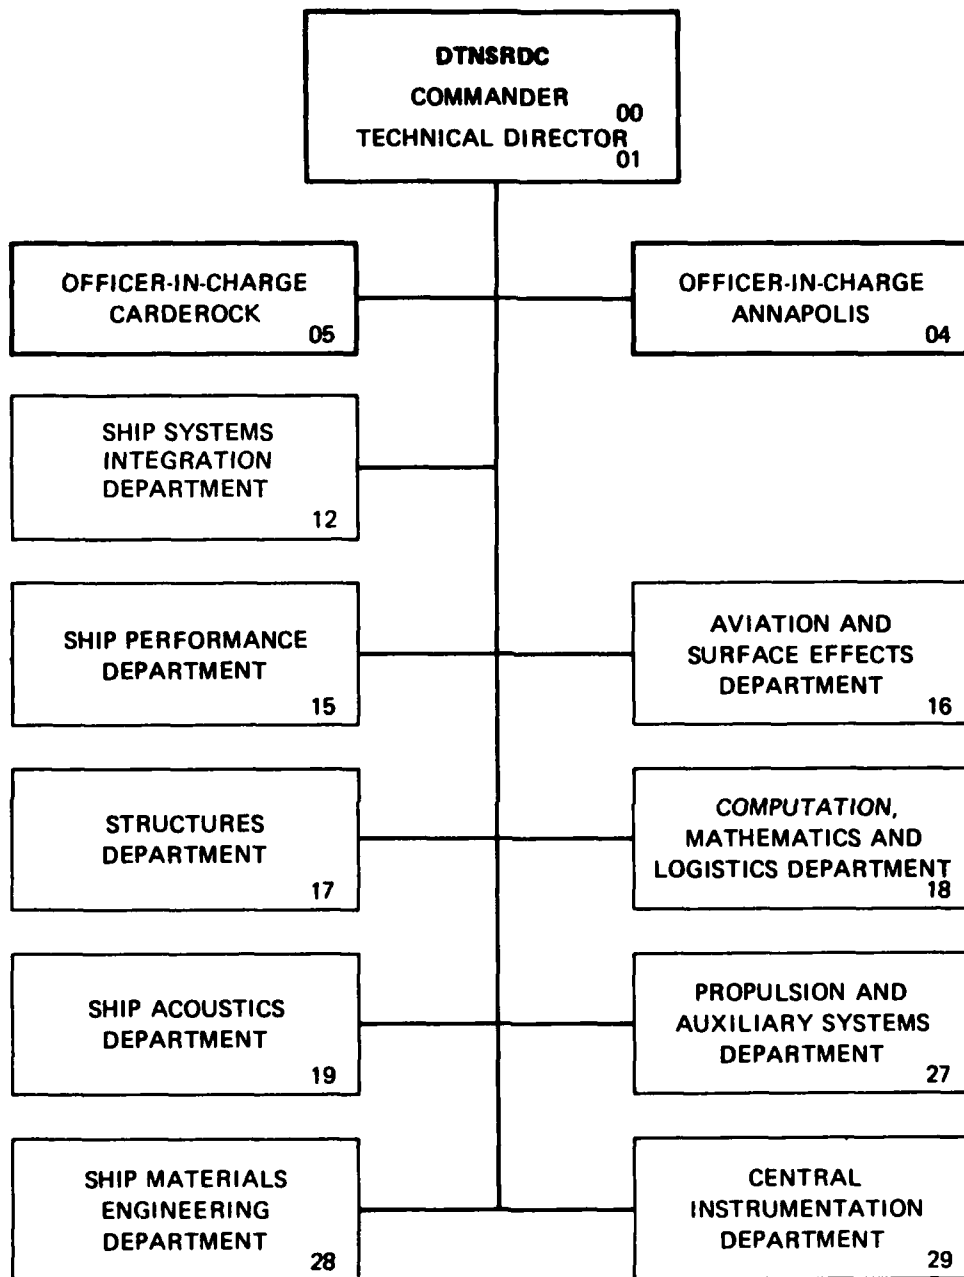 DTNSRDC
COMMANDER
00
TECHNICAL DIRECTOR
01
OFFICER-IN-CHARGE
CARDEROCK
05
OFFICER-IN-CHARGE
ANNAPOLIS
04
SHIP SYSTEMS
INTEGRATION
DEPARTMENT
12
SHIP PERFORMANCE
DEPARTMENT
15
AVIATION AND
SURFACE EFFECTS
DEPARTMENT
16
STRUCTURES
DEPARTMENT
17
COMPUTATION,
MATHEMATICS AND
LOGISTICS DEPARTMENT
18
SHIP ACOUSTICS
DEPARTMENT
19
PROPULSION AND
AUXILIARY SYSTEMS
DEPARTMENT
27
SHIP MATERIALS
ENGINEERING
DEPARTMENT
28
CENTRAL
INSTRUMENTATION
DEPARTMENT
29